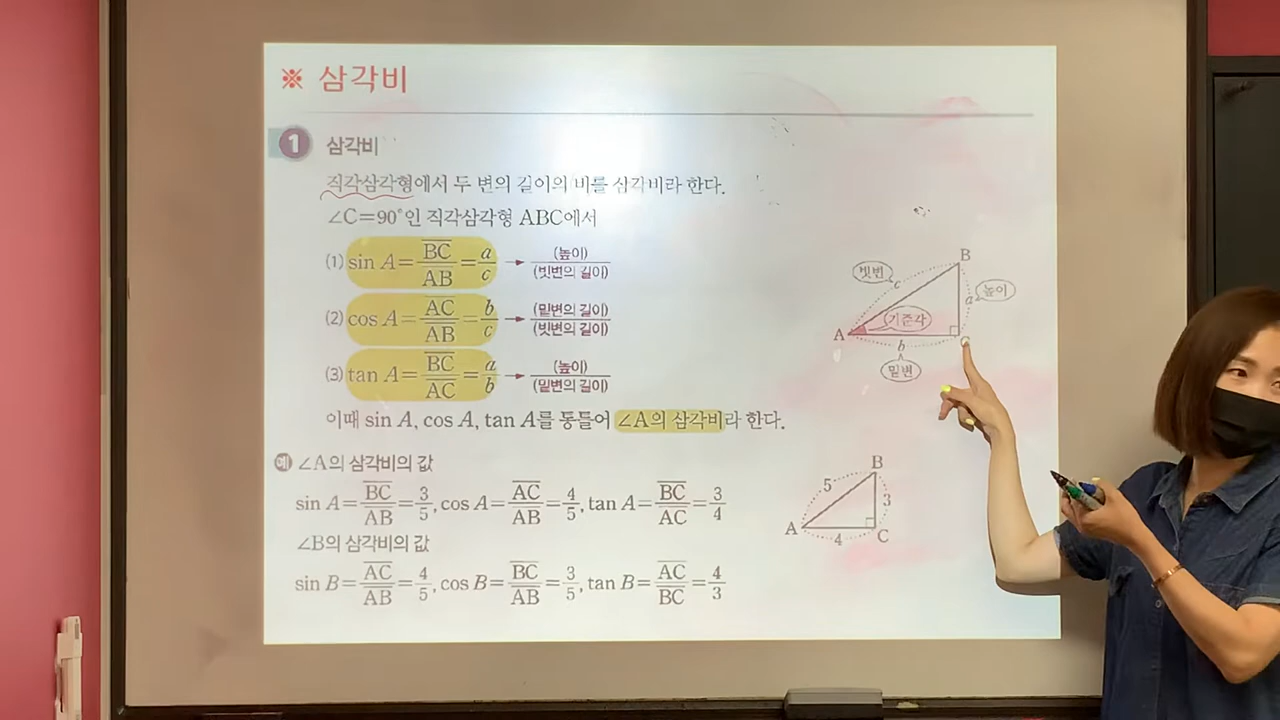 ※ 삼각비
1 삼각비
직각삼각형에서 두 변의 길이의 비를 삼각비라 한다.
∠C=90°인 직각삼각형 ABC에서
(1) sin A=BC/AB=a/c → (높이)/(빗변의 길이)
(2) cos A=AC/AB=b/c → (밑변의 길이)/(빗변의 길이)
(3) tan A=BC/AC=a/b → (높이)/(밑변의 길이)
B
빗변
c
a
높이
기준각
A
C
b
밑변
이때 sin A, cos A, tan A를 통틀어 ∠A의 삼각비라 한다.
예 ∠A의 삼각비의 값
sin A=BC/AB=3/5, cos A=AC/AB=4/5, tan A=BC/AC=3/4
∠B의 삼각비의 값
sin B=AC/AB=4/5, cos B=BC/AB=3/5, tan B=AC/BC=4/3
B
5
3
A
4
C